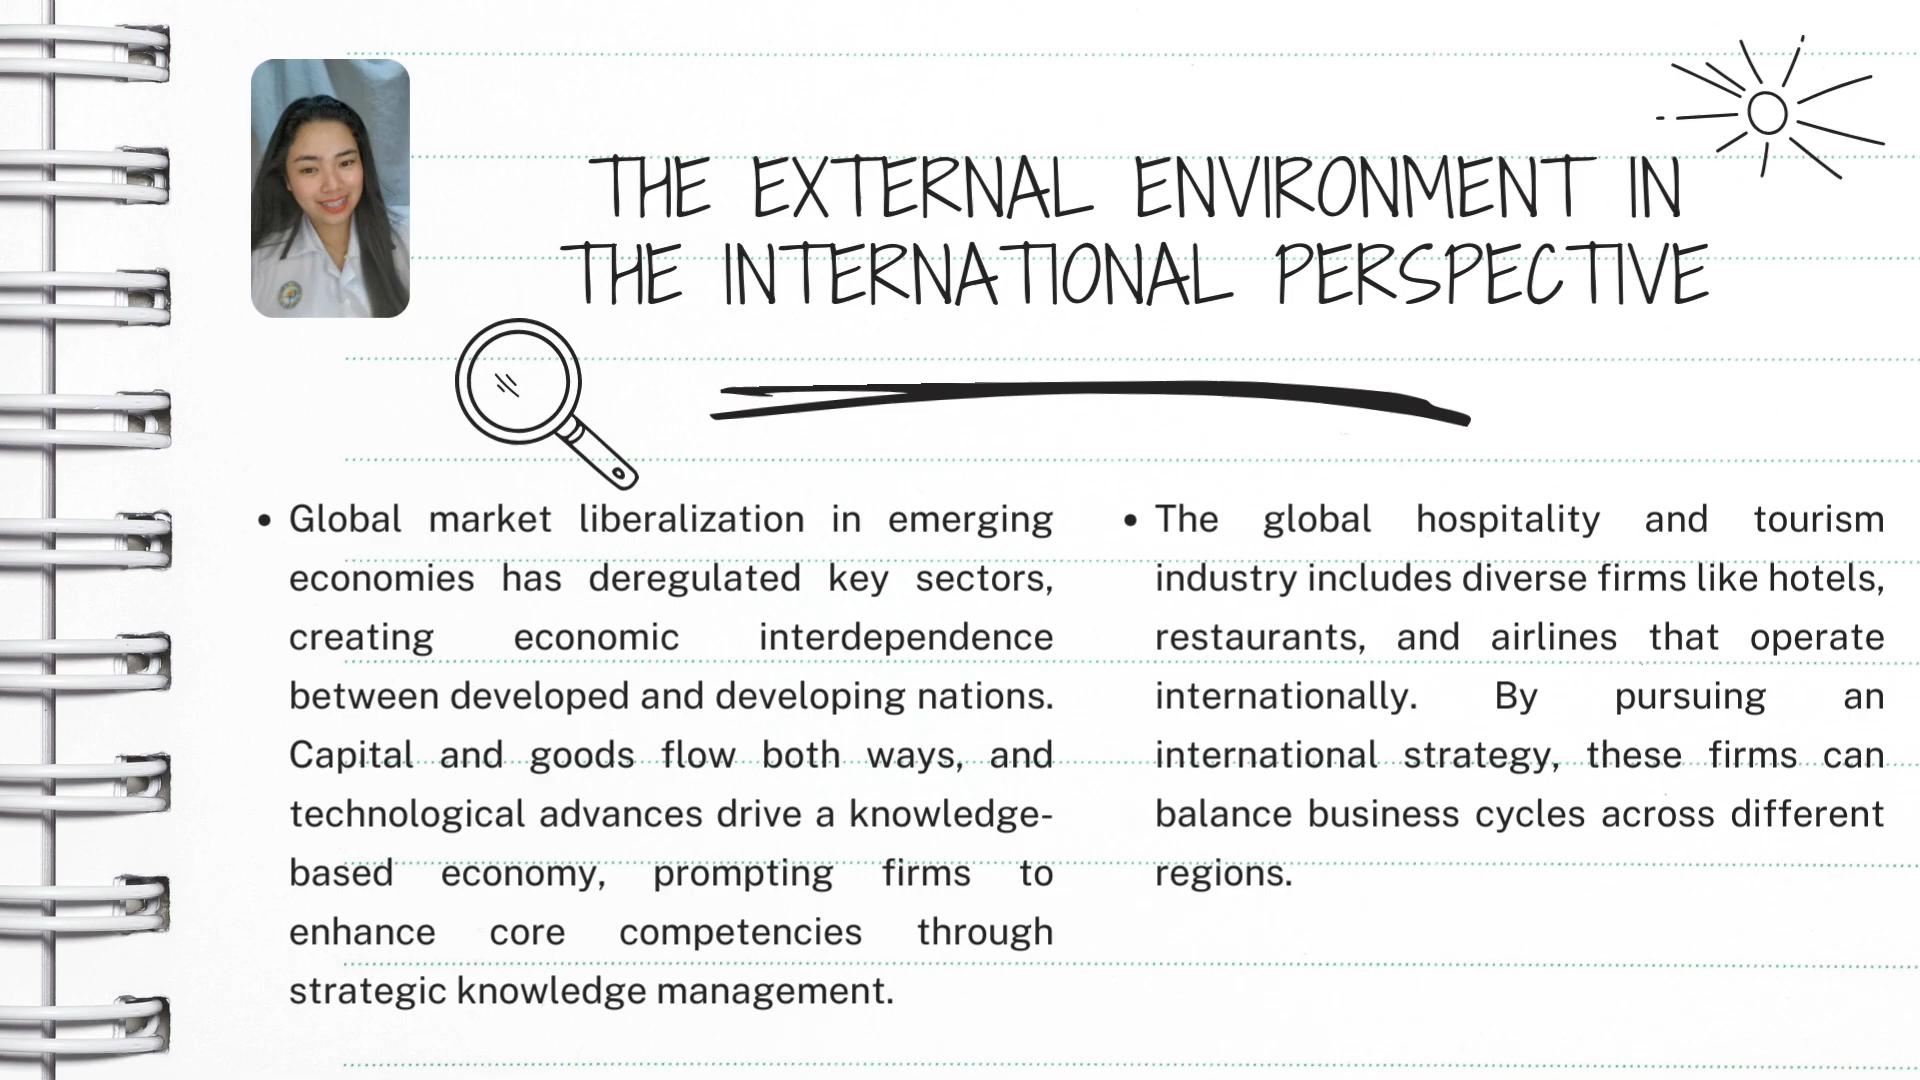 THE EXTERNAL ENVIRONMENT IN
THE INTERNATIONAL PERSPECTIVE
• Global market liberalization in emerging
economies has deregulated key sectors,
creating economic interdependence
between developed and developing nations.
Capital and goods flow both ways, and
technological advances drive a knowledge-
based economy, prompting firms to
enhance core competencies through
strategic knowledge management.
• The global hospitality and tourism
industry includes diverse firms like hotels,
restaurants, and airlines that operate
internationally. By pursuing an
international strategy, these firms can
balance business cycles across different
regions.